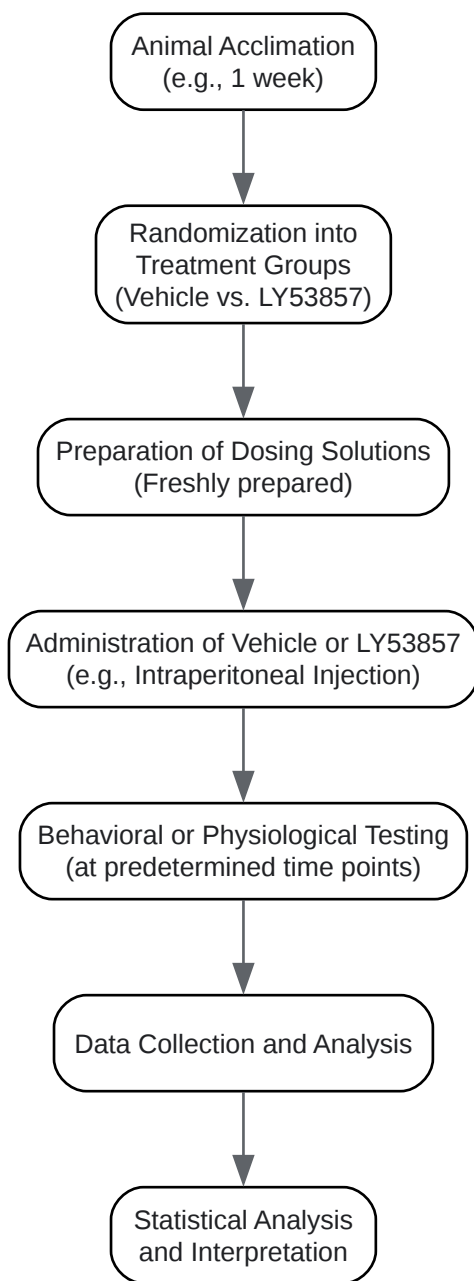 Animal Acclimation
(e.g., 1 week)
Randomization into
Treatment Groups
(Vehicle vs. LY53857)
Preparation of Dosing Solutions
(Freshly prepared)
Administration of Vehicle or LY53857
(e.g., Intraperitoneal Injection)
Behavioral or Physiological Testing
(at predetermined time points)
Data Collection and Analysis
Statistical Analysis
and Interpretation